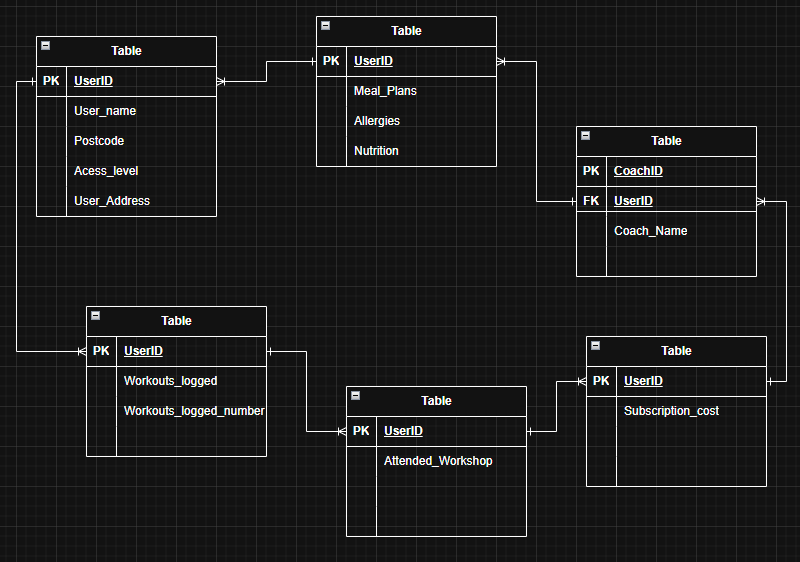 Table
PK UserID
User_name
Postcode
Acess_level
User_Address
Table
PK UserID
Meal_Plans
Allergies
Nutrition
Table
PK CoachID
FK UserID
Coach_Name
Table
PK UserID
Workouts_logged
Workouts_logged_number
Table
PK UserID
Attended_Workshop
Table
PK UserID
Subscription_cost